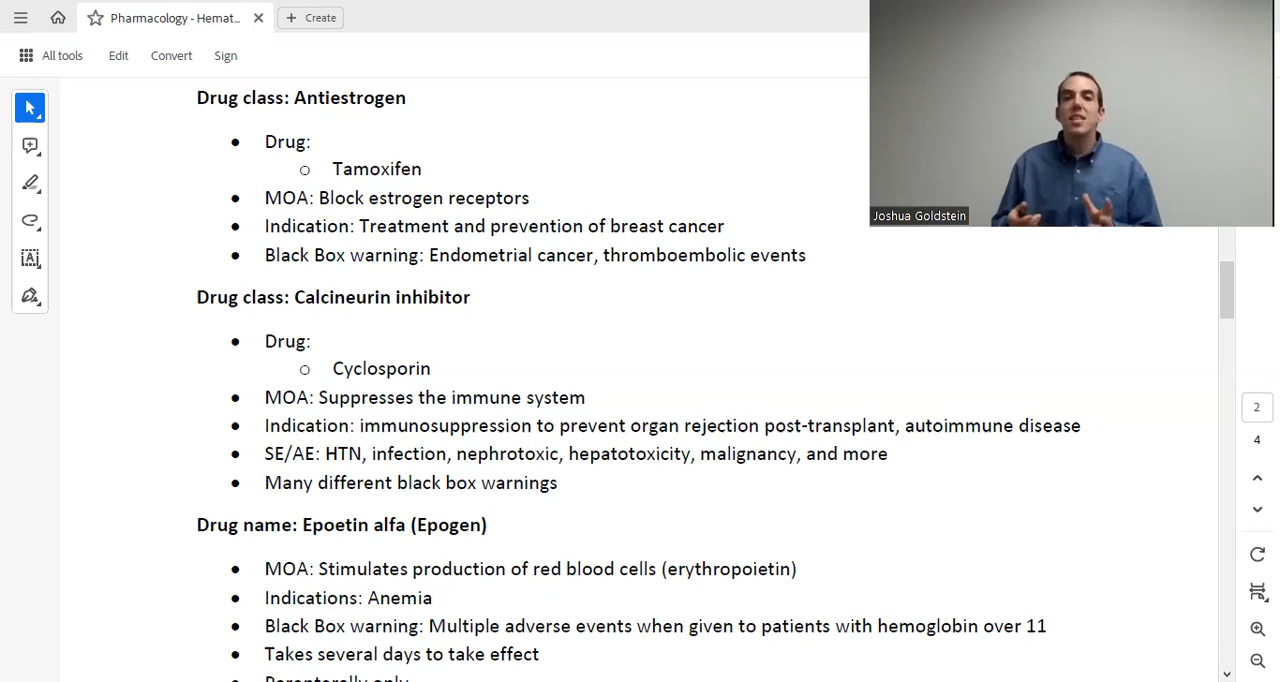 Pharmacology - Hemat...
Create
All tools
Edit
Convert
Sign
Joshua Goldstein
Drug class: Antiestrogen
• Drug:
o Tamoxifen
• MOA: Block estrogen receptors
• Indication: Treatment and prevention of breast cancer
• Black Box warning: Endometrial cancer, thromboembolic events
Drug class: Calcineurin inhibitor
• Drug:
o Cyclosporin
• MOA: Suppresses the immune system
• Indication: immunosuppression to prevent organ rejection post-transplant, autoimmune disease
• SE/AE: HTN, infection, nephrotoxic, hepatotoxicity, malignancy, and more
• Many different black box warnings
Drug name: Epoetin alfa (Epogen)
• MOA: Stimulates production of red blood cells (erythropoietin)
• Indications: Anemia
• Black Box warning: Multiple adverse events when given to patients with hemoglobin over 11
• Takes several days to take effect
• Parenterally only
2
4